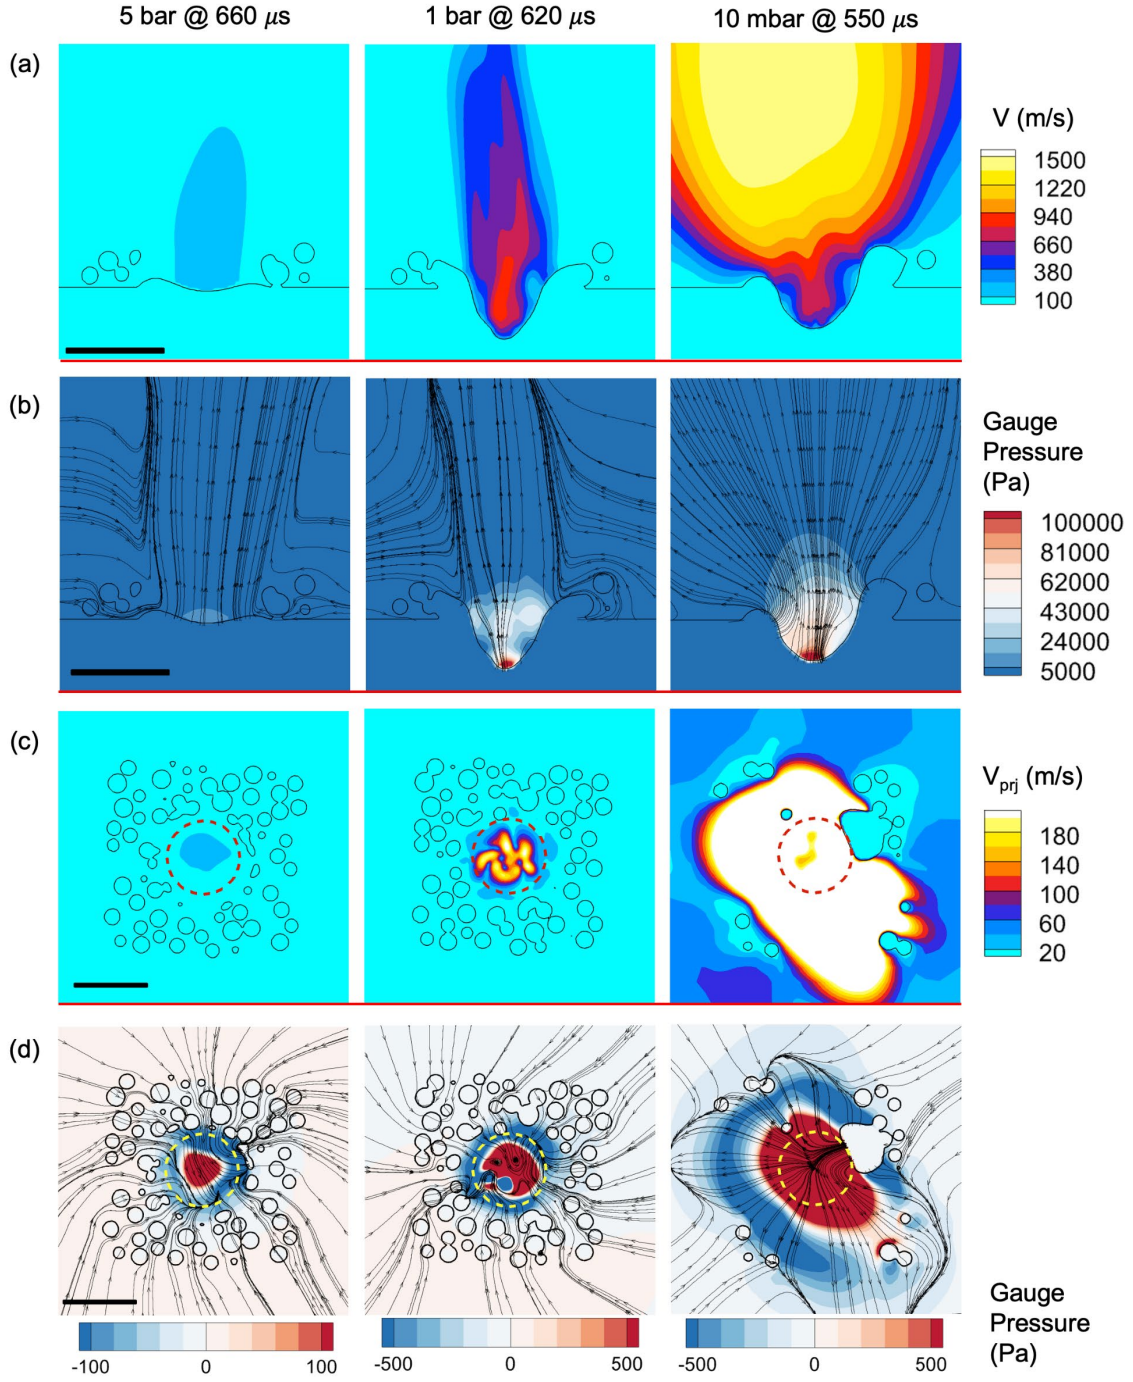 5 bar @ 660 μs 1 bar @ 620 μs 10 mbar @ 550 μs
(a)
V (m/s)
1500
1220
940
660
380
100
(b)
Gauge
Pressure
(Pa)
100000
81000
62000
43000
24000
5000
(c)
Vprj (m/s)
180
140
100
60
20
(d)
-100 0 100 -500 0 500 -500 0 500
Gauge
Pressure
(Pa)